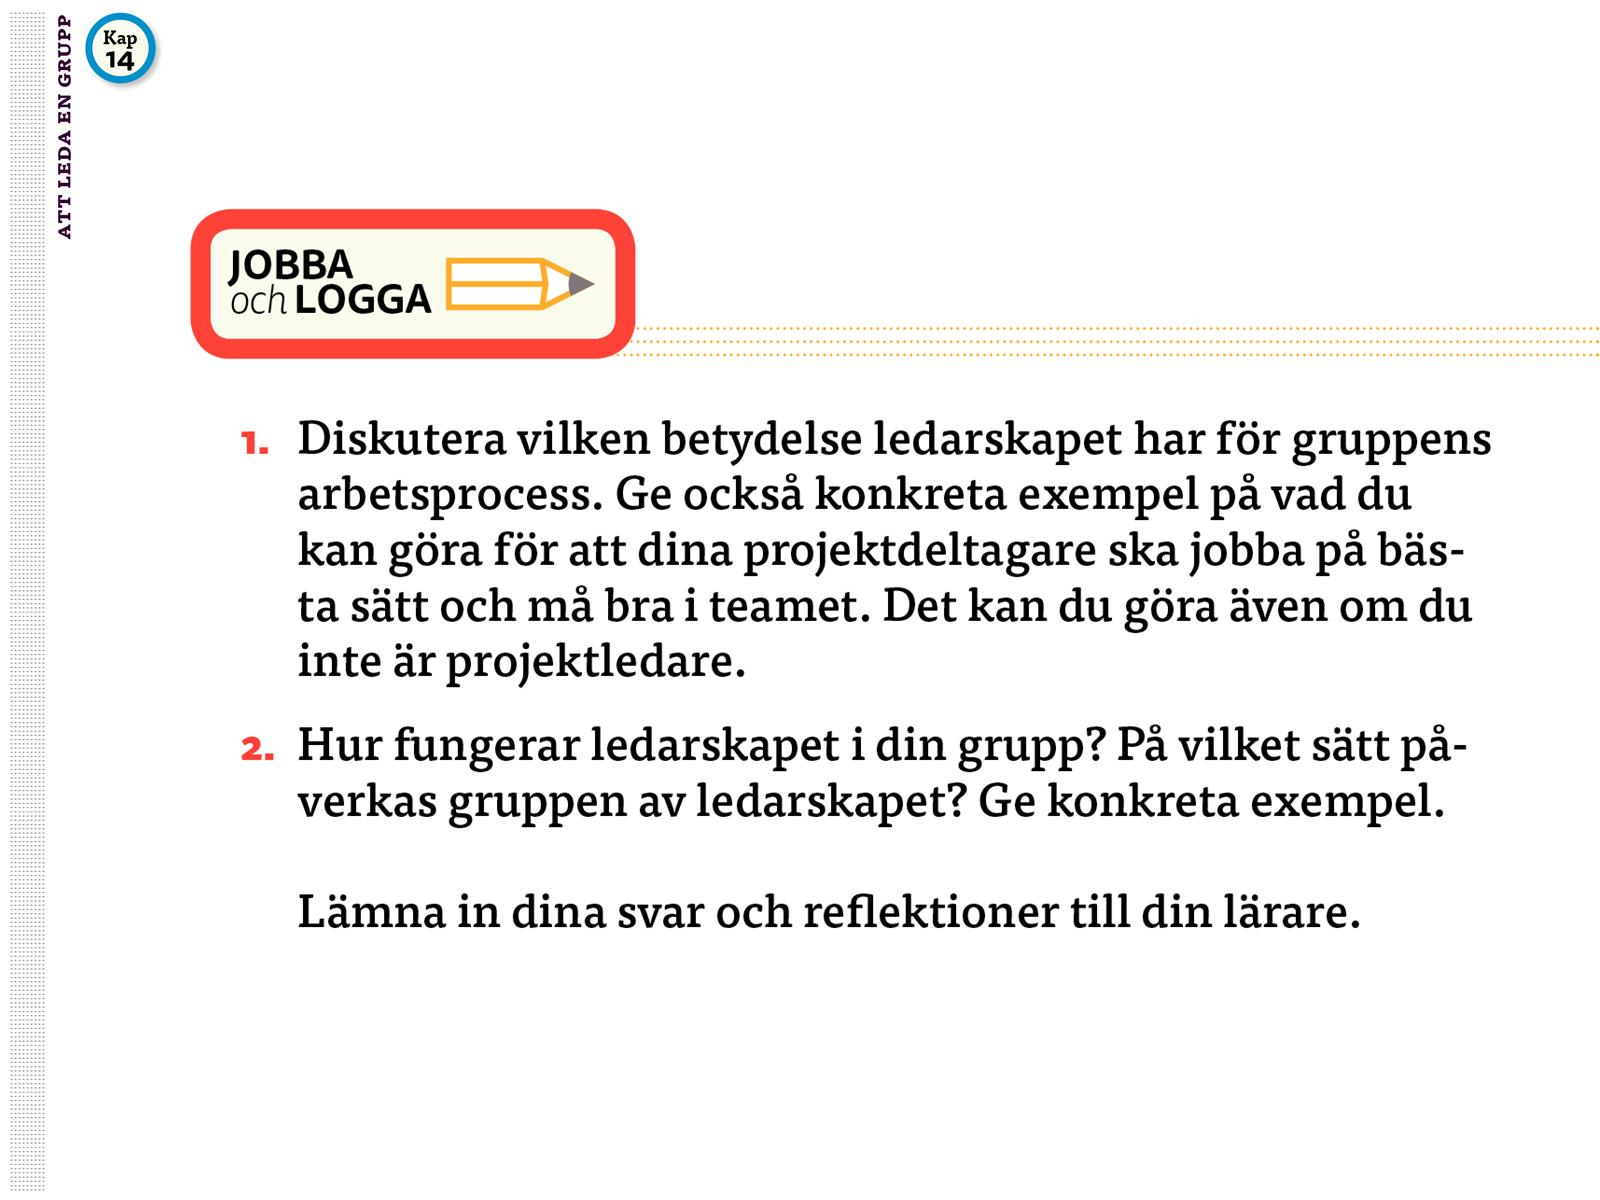 ATT LEDA EN GRUPP
Kap
14
JOBBA
och LOGGA
1. Diskutera vilken betydelse ledarskapet har för gruppens
arbetsprocess. Ge också konkreta exempel på vad du
kan göra för att dina projektdeltagare ska jobba på bäs-
ta sätt och må bra i teamet. Det kan du göra även om du
inte är projektledare.
2. Hur fungerar ledarskapet i din grupp? På vilket sätt på-
verkas gruppen av ledarskapet? Ge konkreta exempel.
Lämna in dina svar och reflektioner till din lärare.